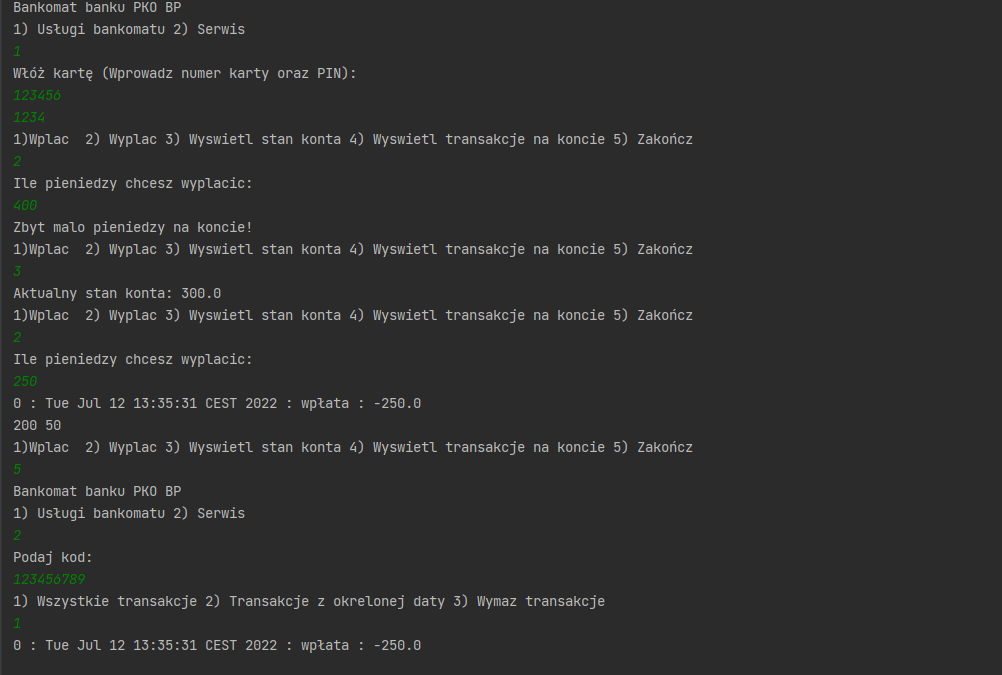 Bankomat banku PKO BP
1) Usługi bankomatu 2) Serwis
1
Włóż kartę (Wprowadz numer karty oraz PIN):
123456
1234
1)Wplac  2) Wyplac 3) Wyswietl stan konta 4) Wyswietl transakcje na koncie 5) Zakończ
2
Ile pieniedzy chcesz wyplacic:
400
Zbyt malo pieniedzy na koncie!
1)Wplac  2) Wyplac 3) Wyswietl stan konta 4) Wyswietl transakcje na koncie 5) Zakończ
3
Aktualny stan konta: 300.0
1)Wplac  2) Wyplac 3) Wyswietl stan konta 4) Wyswietl transakcje na koncie 5) Zakończ
2
Ile pieniedzy chcesz wyplacic:
250
0 : Tue Jul 12 13:35:31 CEST 2022 : wpłata : -250.0
200 50
1)Wplac  2) Wyplac 3) Wyswietl stan konta 4) Wyswietl transakcje na koncie 5) Zakończ
5
Bankomat banku PKO BP
1) Usługi bankomatu 2) Serwis
2
Podaj kod:
123456789
1) Wszystkie transakcje 2) Transakcje z okrelonej daty 3) Wymaz transakcje
1
0 : Tue Jul 12 13:35:31 CEST 2022 : wpłata : -250.0